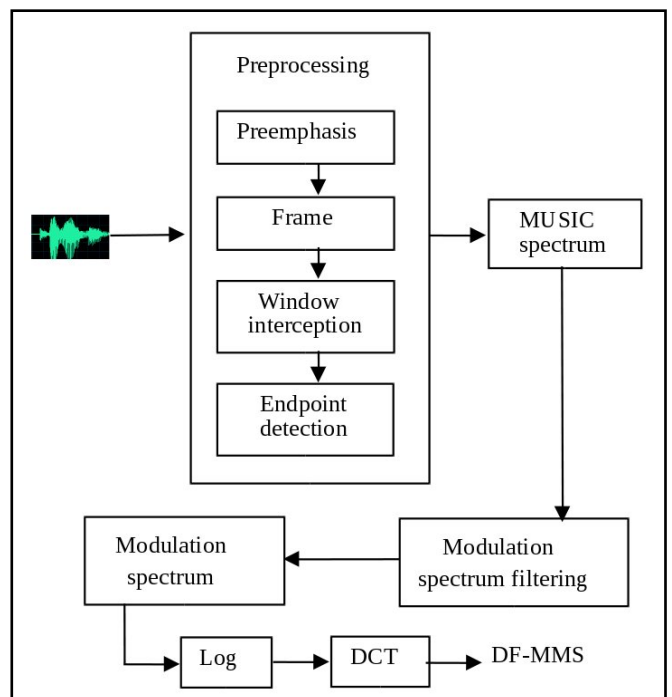 Preprocessing
Preemphasis
Frame
Window
interception
Endpoint
detection
MUSIC
spectrum
Modulation
spectrum filtering
Modulation
spectrum
Log
DCT
DF-MMS